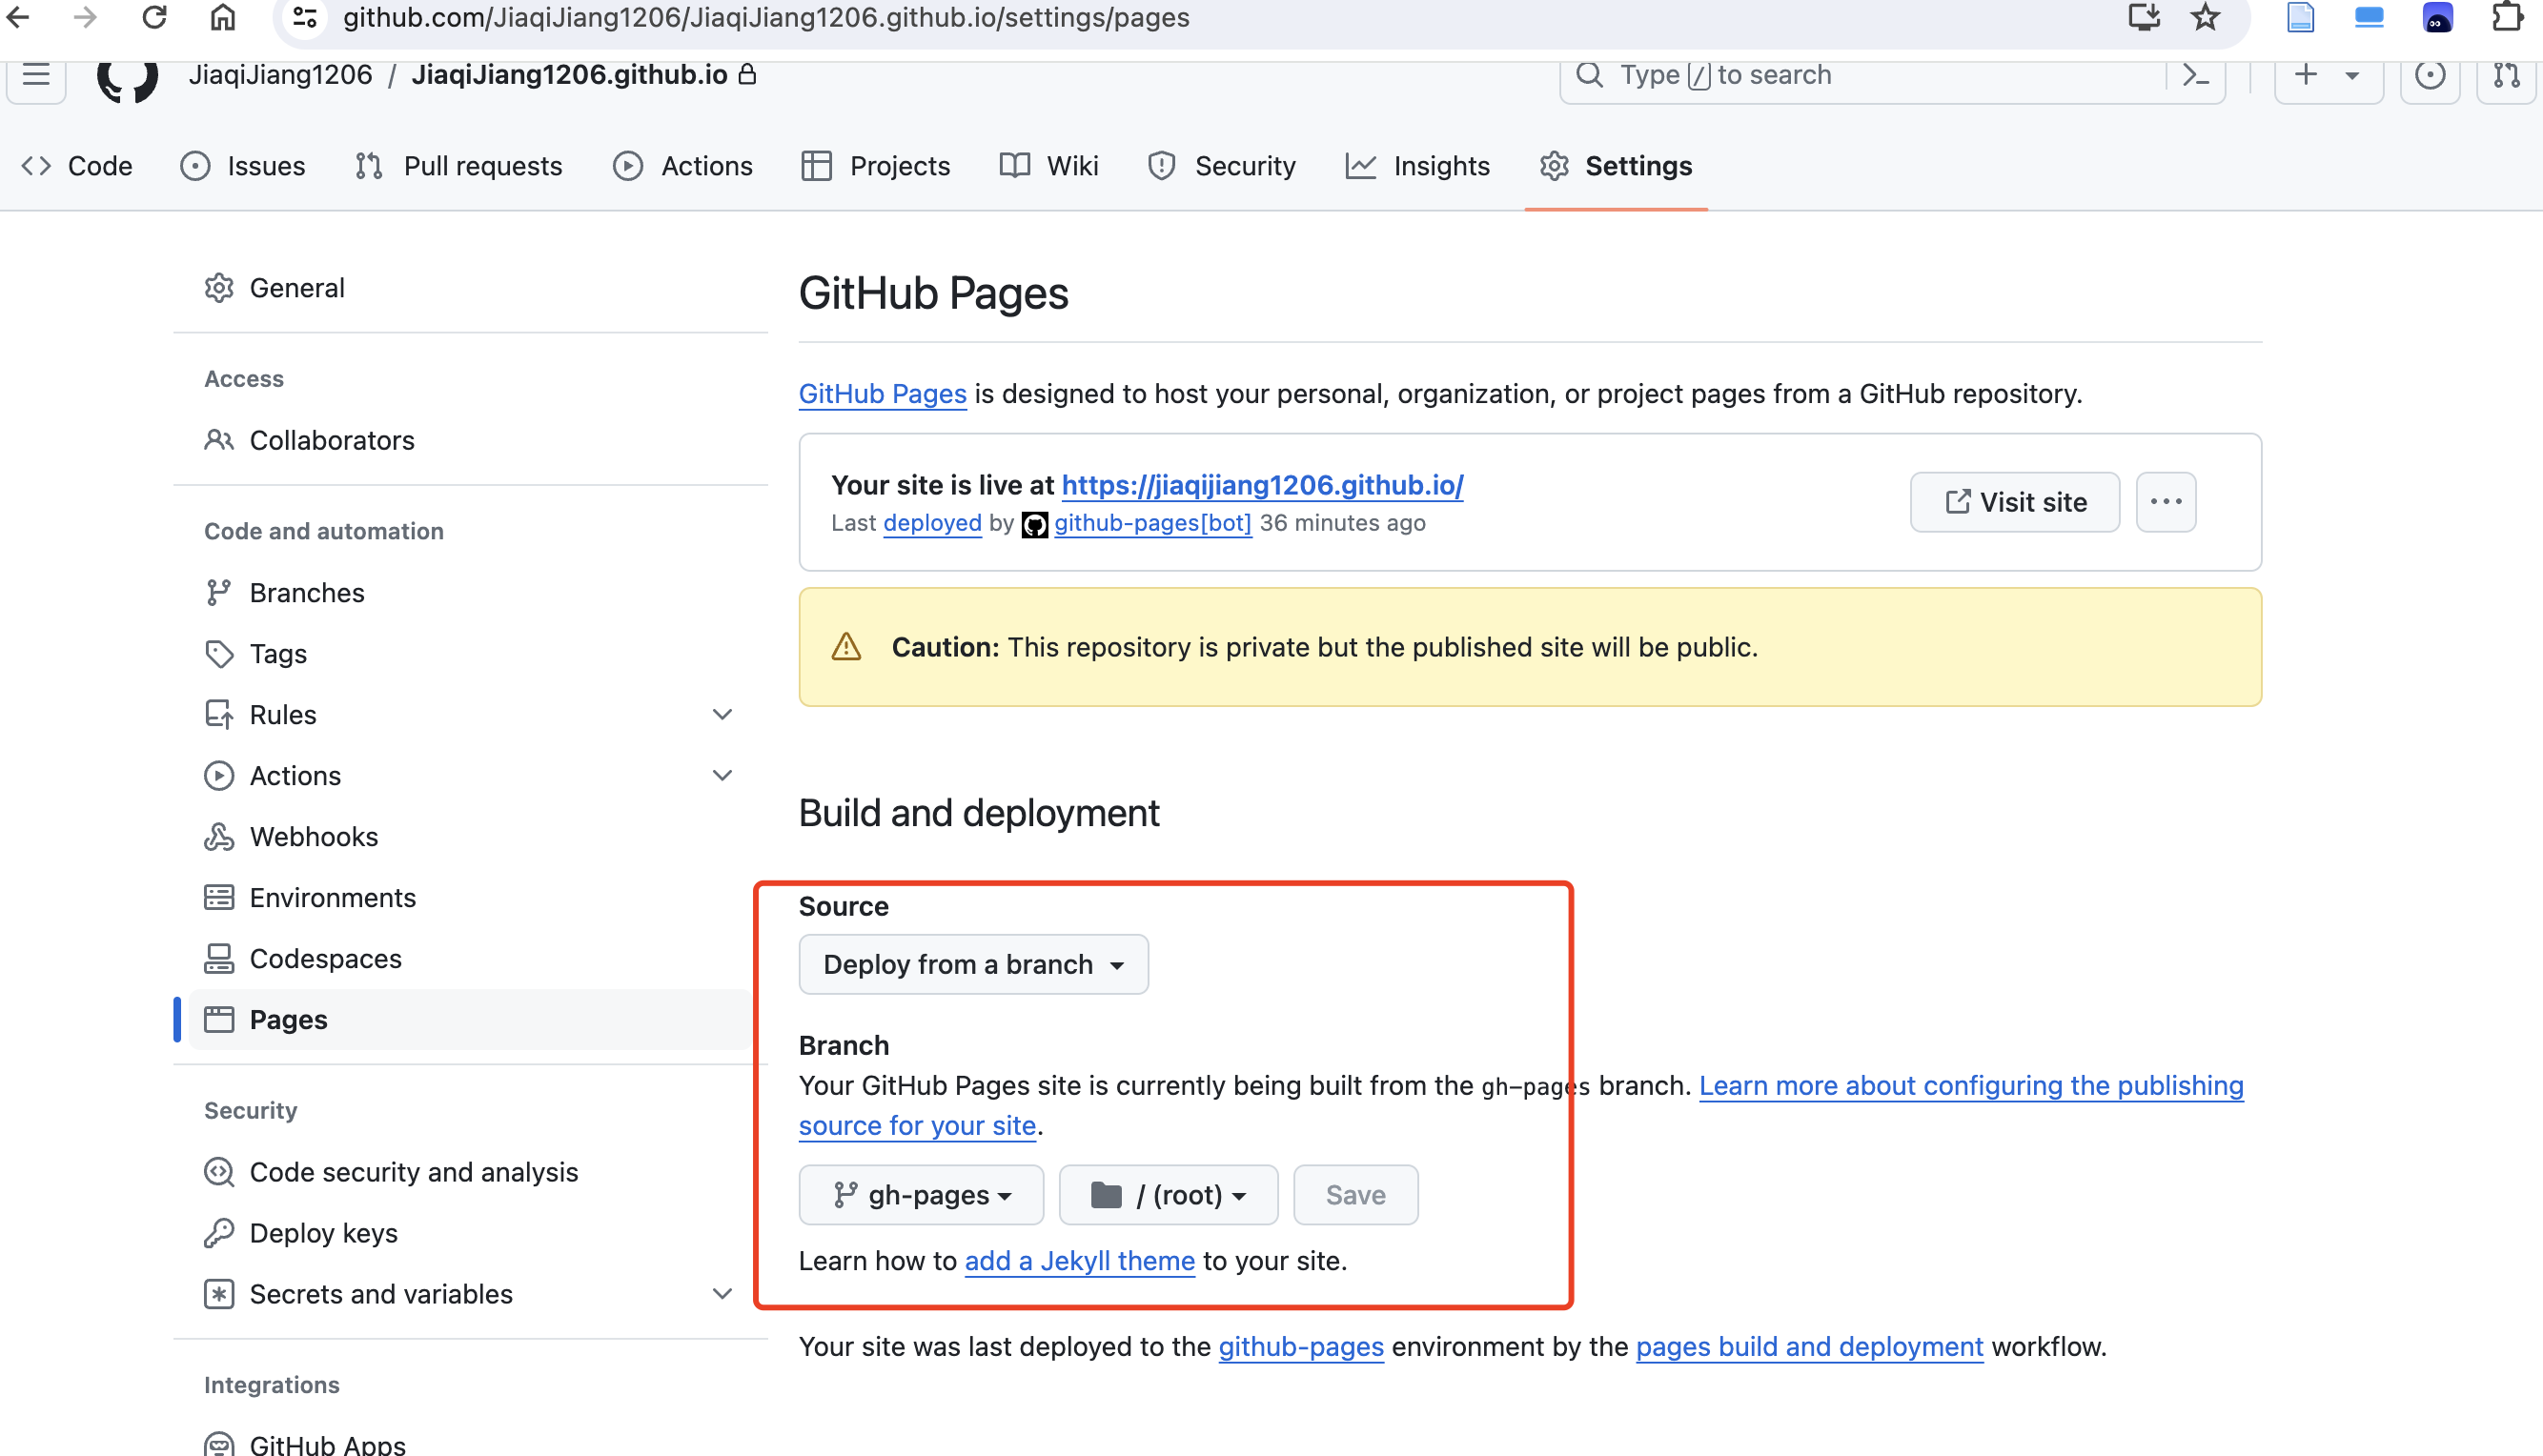 github.com/JiaqiJiang1206/JiaqiJiang1206.github.io/settings/pages
JiaqiJiang1206 / JiaqiJiang1206.github.io
Type / to search
Code Issues Pull requests Actions Projects Wiki Security Insights Settings
General
Access
Collaborators
Code and automation
Branches
Tags
Rules
Actions
Webhooks
Environments
Codespaces
Pages
Security
Code security and analysis
Deploy keys
Secrets and variables
Integrations
GitHub Apps
GitHub Pages
GitHub Pages is designed to host your personal, organization, or project pages from a GitHub repository.
Your site is live at https://jiaqijiang1206.github.io/
Last deployed by github-pages[bot] 36 minutes ago
Visit site
Caution: This repository is private but the published site will be public.
Build and deployment
Source
Deploy from a branch
Branch
Your GitHub Pages site is currently being built from the gh-pages branch. Learn more about configuring the publishing
source for your site.
gh-pages / (root) Save
Learn how to add a Jekyll theme to your site.
Your site was last deployed to the github-pages environment by the pages build and deployment workflow.